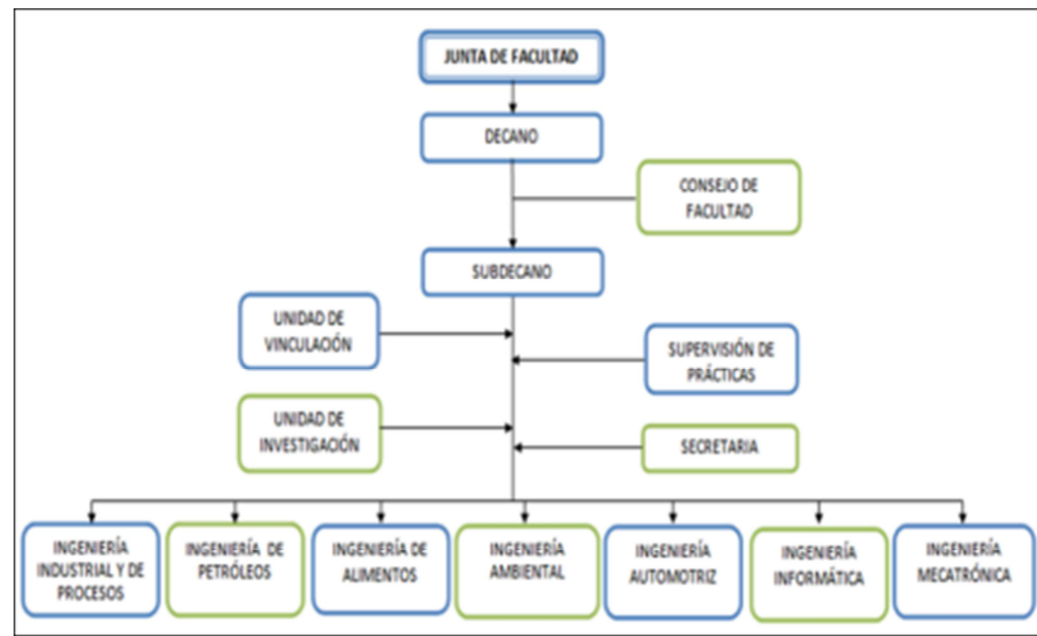 JUNTA DE FACULTAD
DECANO
CONSEJO DE
FACULTAD
SUBDECANO
UNIDAD DE
VINCULACIÓN
SUPERVISIÓN DE
PRÁCTICAS
UNIDAD DE
INVESTIGACIÓN
SECRETARIA
INGENIERÍA
INDUSTRIAL Y DE
PROCESOS
INGENIERÍA DE
PETRÓLEOS
INGENIERÍA DE
ALIMENTOS
INGENIERÍA
AMBIENTAL
INGENIERÍA
AUTOMOTRIZ
INGENIERÍA
INFORMÁTICA
INGENIERÍA
MECATRÓNICA